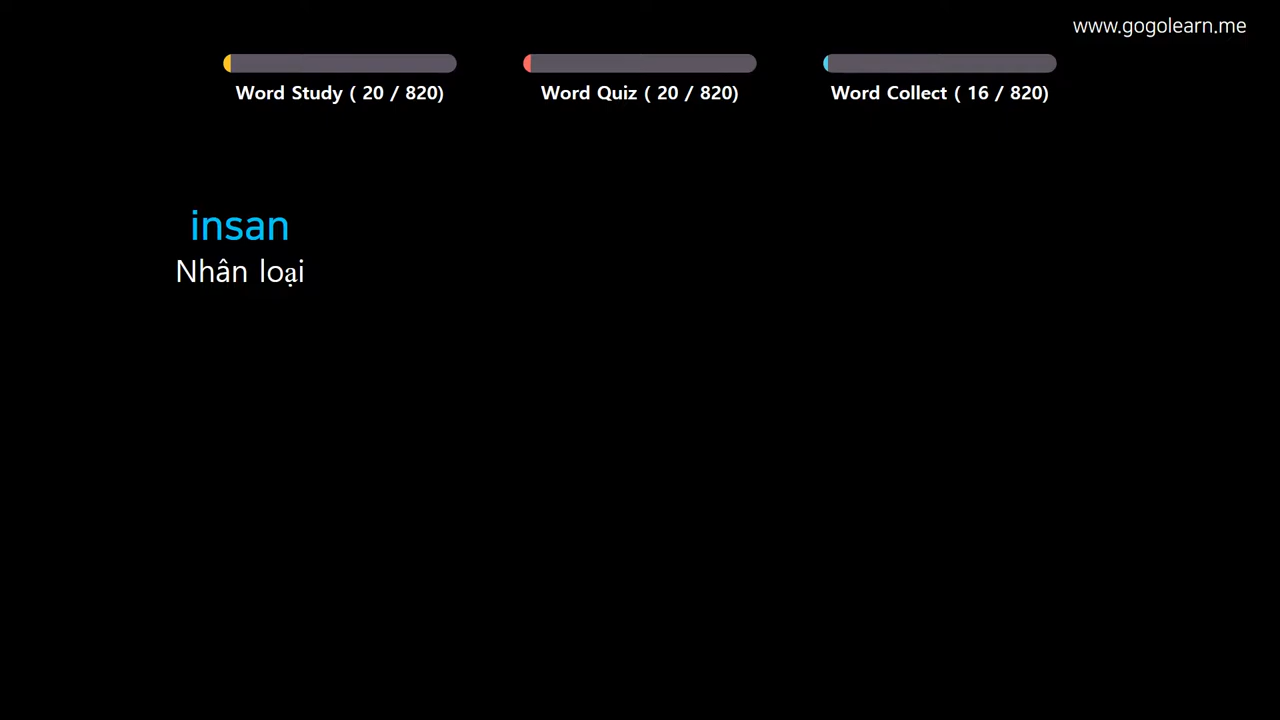 www.gogolearn.me
Word Study ( 20 / 820)
Word Quiz ( 20 / 820)
Word Collect ( 16 / 820)
insan
Nhân loại